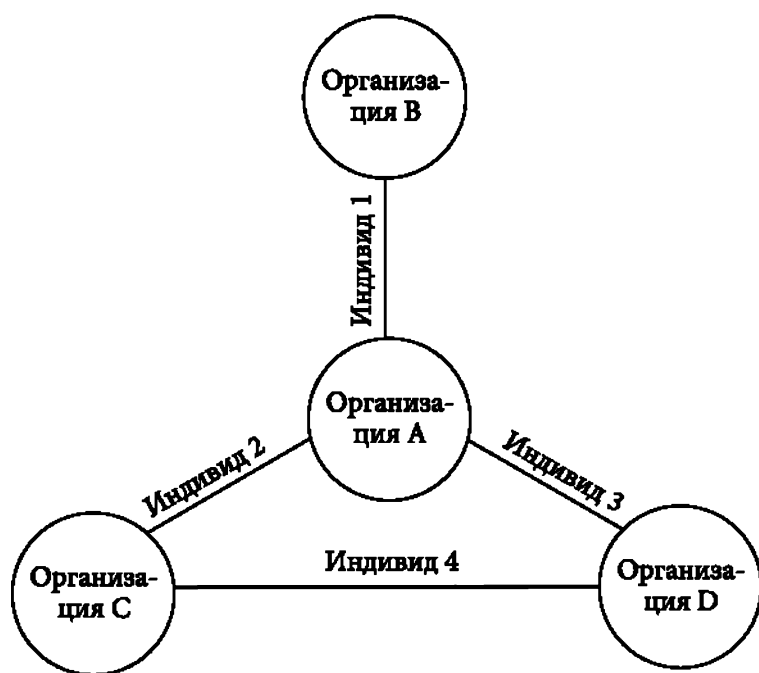 Организа-
ция B
Индивид 1
Организа-
ция A
Индивид 2
Индивид 3
Организа-
ция C
Индивид 4
Организа-
ция D